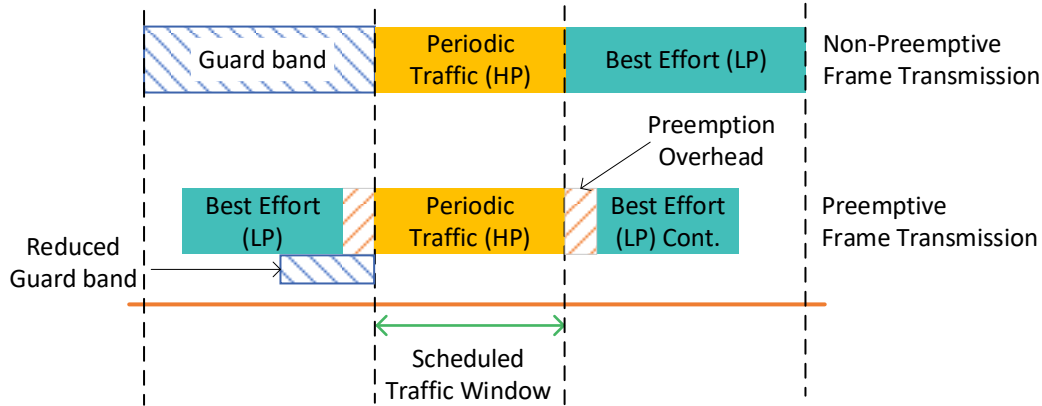 Guard band
Periodic
Traffic (HP)
Best Effort (LP)
Non-Preemptive
Frame Transmission
Preemption
Overhead
Best Effort
(LP)
Periodic
Traffic (HP)
Best Effort
(LP) Cont.
Preemptive
Frame Transmission
Reduced
Guard band
Scheduled
Traffic Window